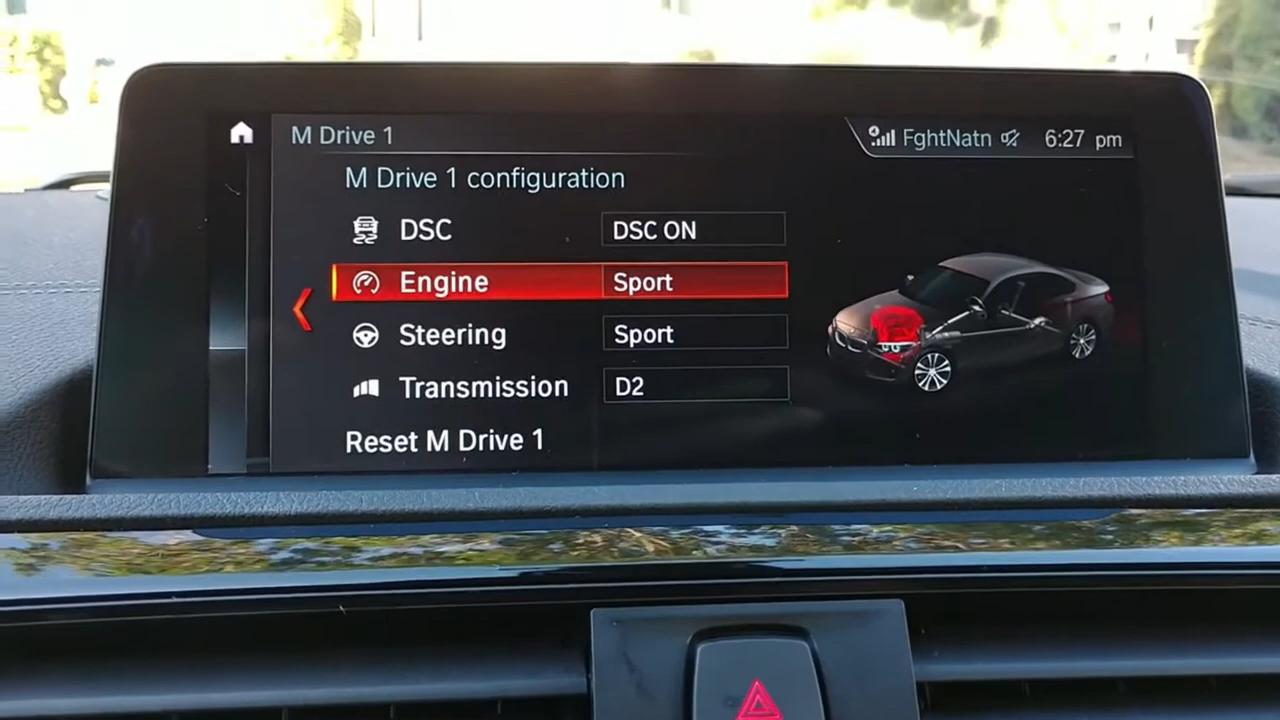 M Drive 1
FghtNatn 6:27 pm
M Drive 1 configuration
DSC DSC ON
Engine Sport
Steering Sport
Transmission D2
Reset M Drive 1